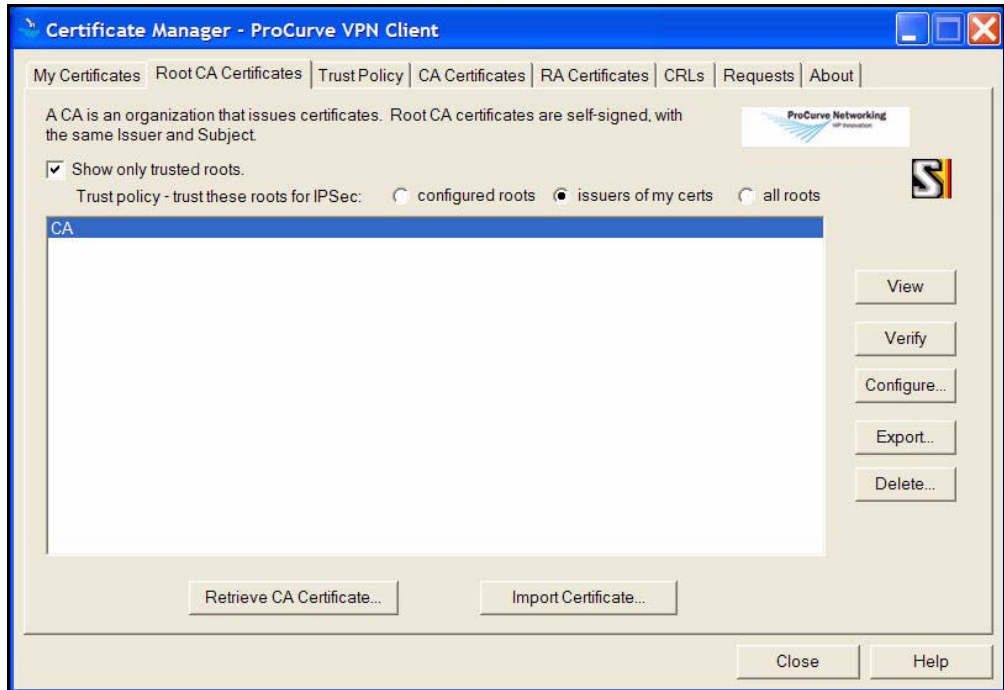 Certificate Manager - ProCurve VPN Client
My Certificates Root CA Certificates Trust Policy CA Certificates RA Certificates CRLs Requests About
A CA is an organization that issues certificates. Root CA certificates are self-signed, with
the same Issuer and Subject.
ProCurve Networking
HP Innovation
Show only trusted roots.
Trust policy - trust these roots for IPSec: configured roots issuers of my certs all roots
S
CA
View
Verify
Configure...
Export...
Delete...
Retrieve CA Certificate... Import Certificate...
Close Help